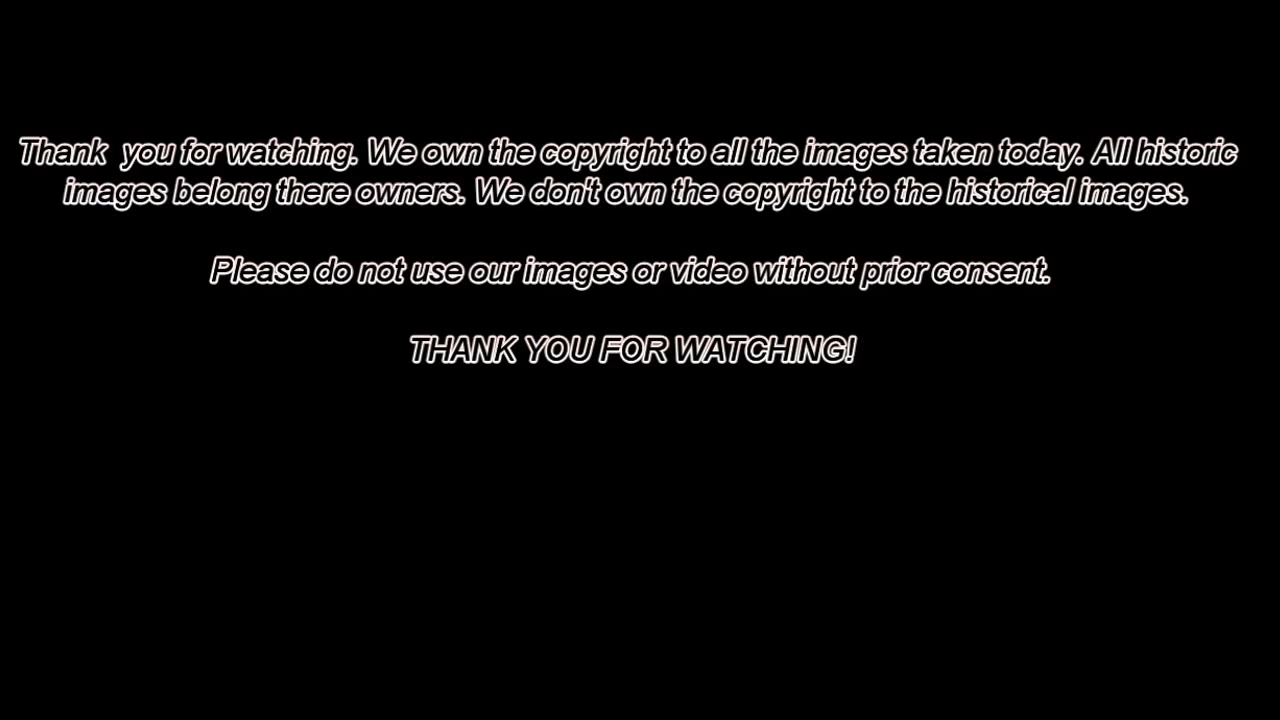 Thank  you for watching. We own the copyright to all the images taken today. All historic
images belong there owners. We don't own the copyright to the historical images.
Please do not use our images or video without prior consent.
THANK YOU FOR WATCHING!